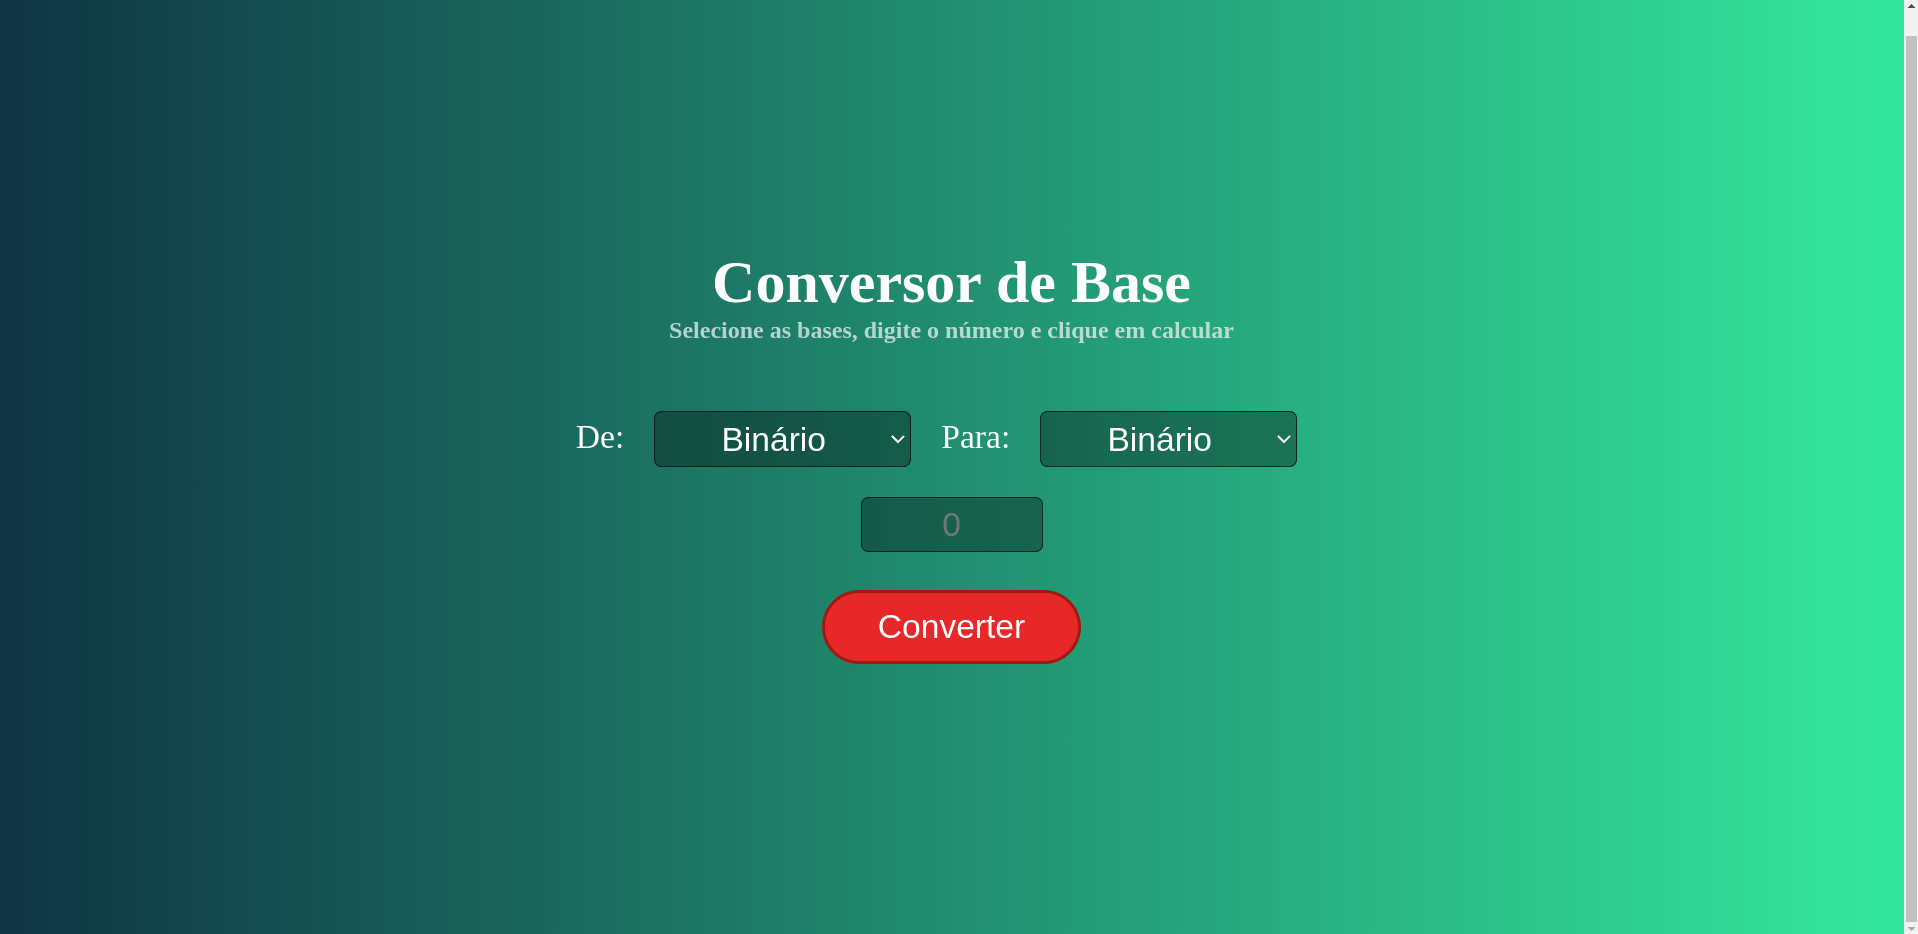 Conversor de Base
Selecione as bases, digite o número e clique em calcular
De: Binário Para: Binário
0
Converter